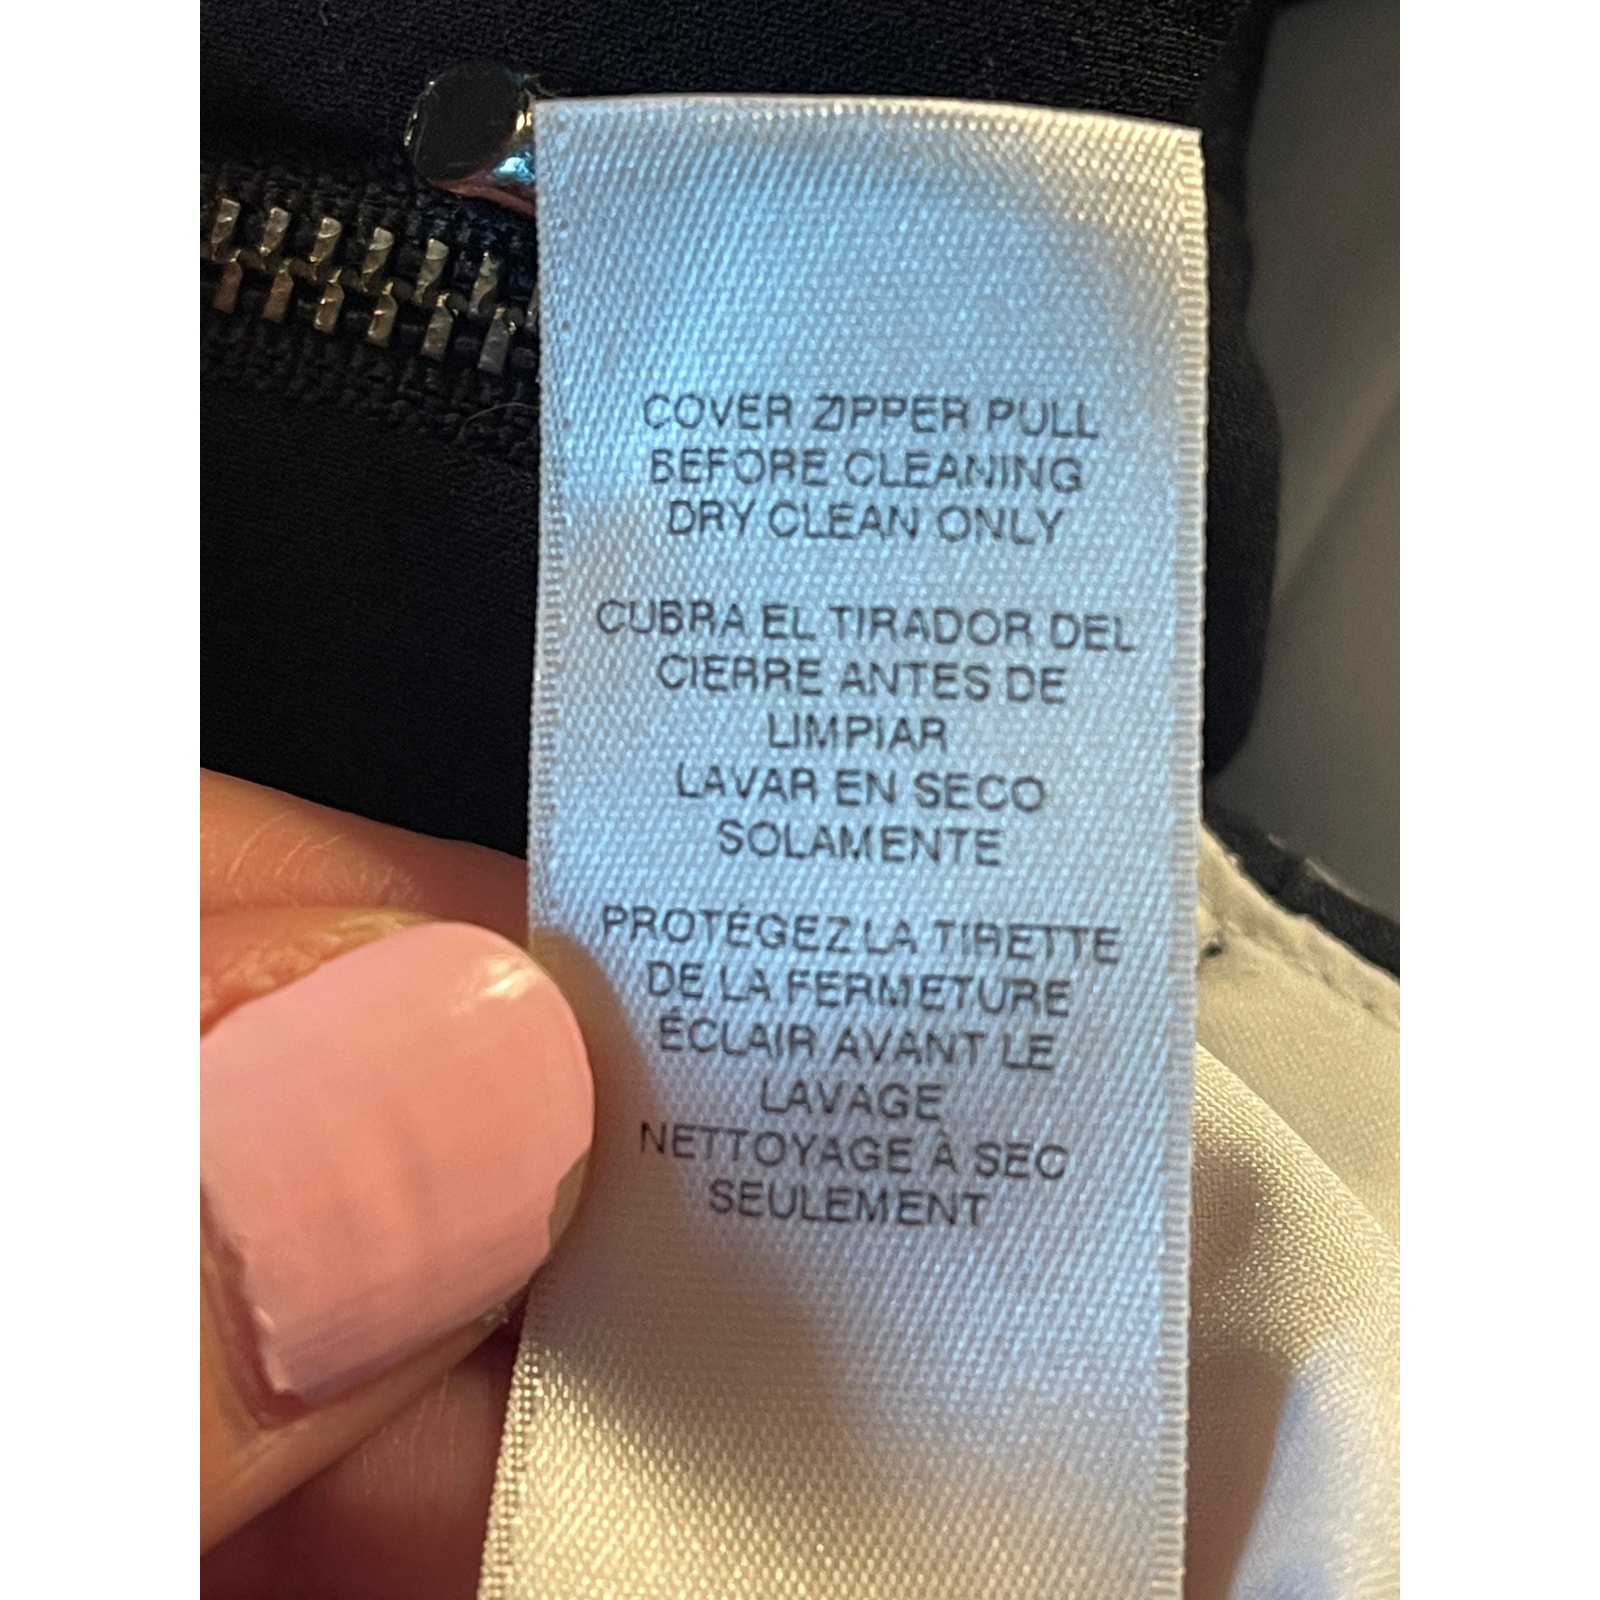 COVER ZIPPER PULL
BEFORE CLEANING
DRY CLEAN ONLY
CUBRA EL TIRADOR DEL
CIERRE ANTES DE
LIMPIAR
LAVAR EN SECO
SOLAMENTE
PROTÉGEZ LA TIRETTE
DE LA FERMETURE
ÉCLAIR AVANT LE
LAVAGE
NETTOYAGE À SEC
SEULEMENT